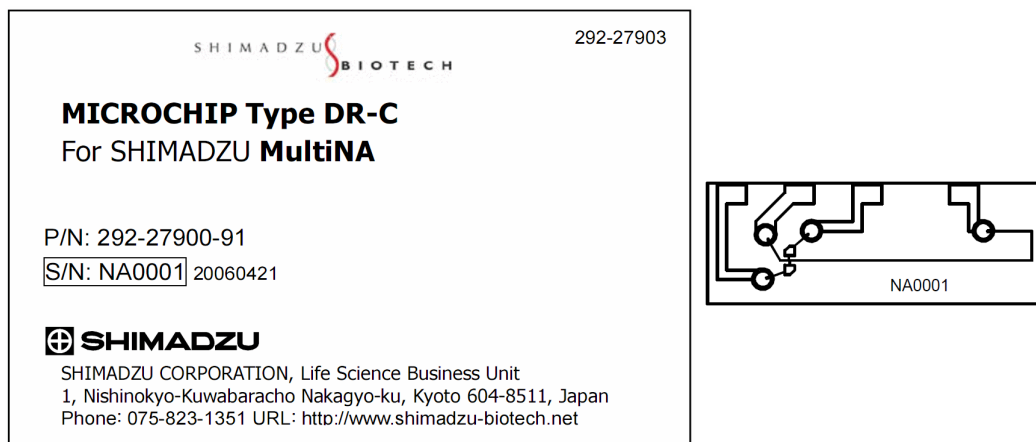 SHIMADZU BIOTECH
292-27903
MICROCHIP Type DR-C
For SHIMADZU MultiNA
P/N: 292-27900-91
S/N: NA0001 20060421
SHIMADZU
SHIMADZU CORPORATION, Life Science Business Unit
1, Nishinokyo-Kuwabaracho Nakagyo-ku, Kyoto 604-8511, Japan
Phone: 075-823-1351 URL: http://www.shimadzu-biotech.net
NA0001